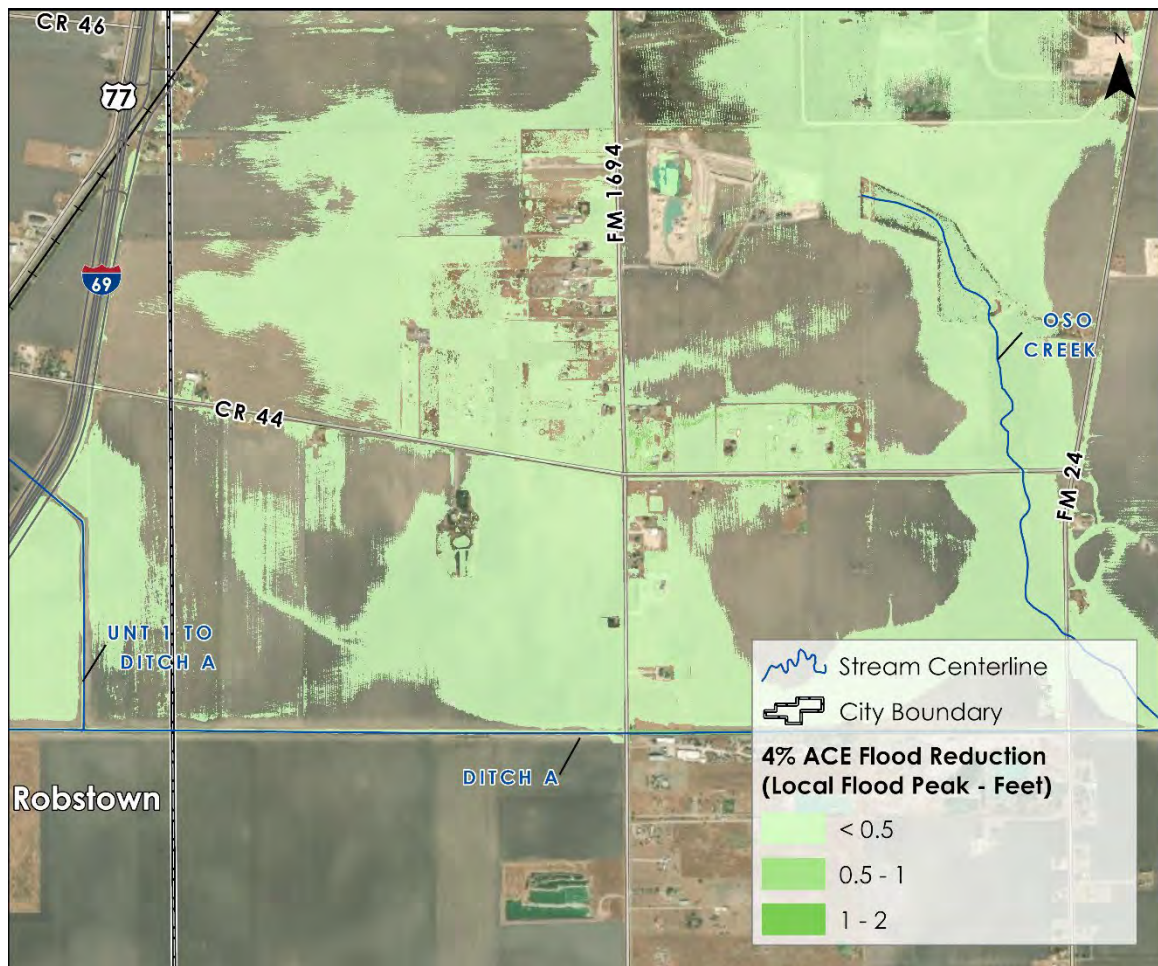 CR 46
77
N
FM 1694
69
OSO
CREEK
CR 44
FM 24
UNT 1 TO
DITCH A
Stream Centerline
City Boundary
4% ACE Flood Reduction
(Local Flood Peak - Feet)
< 0.5
0.5 - 1
1 - 2
DITCH A
Robstown